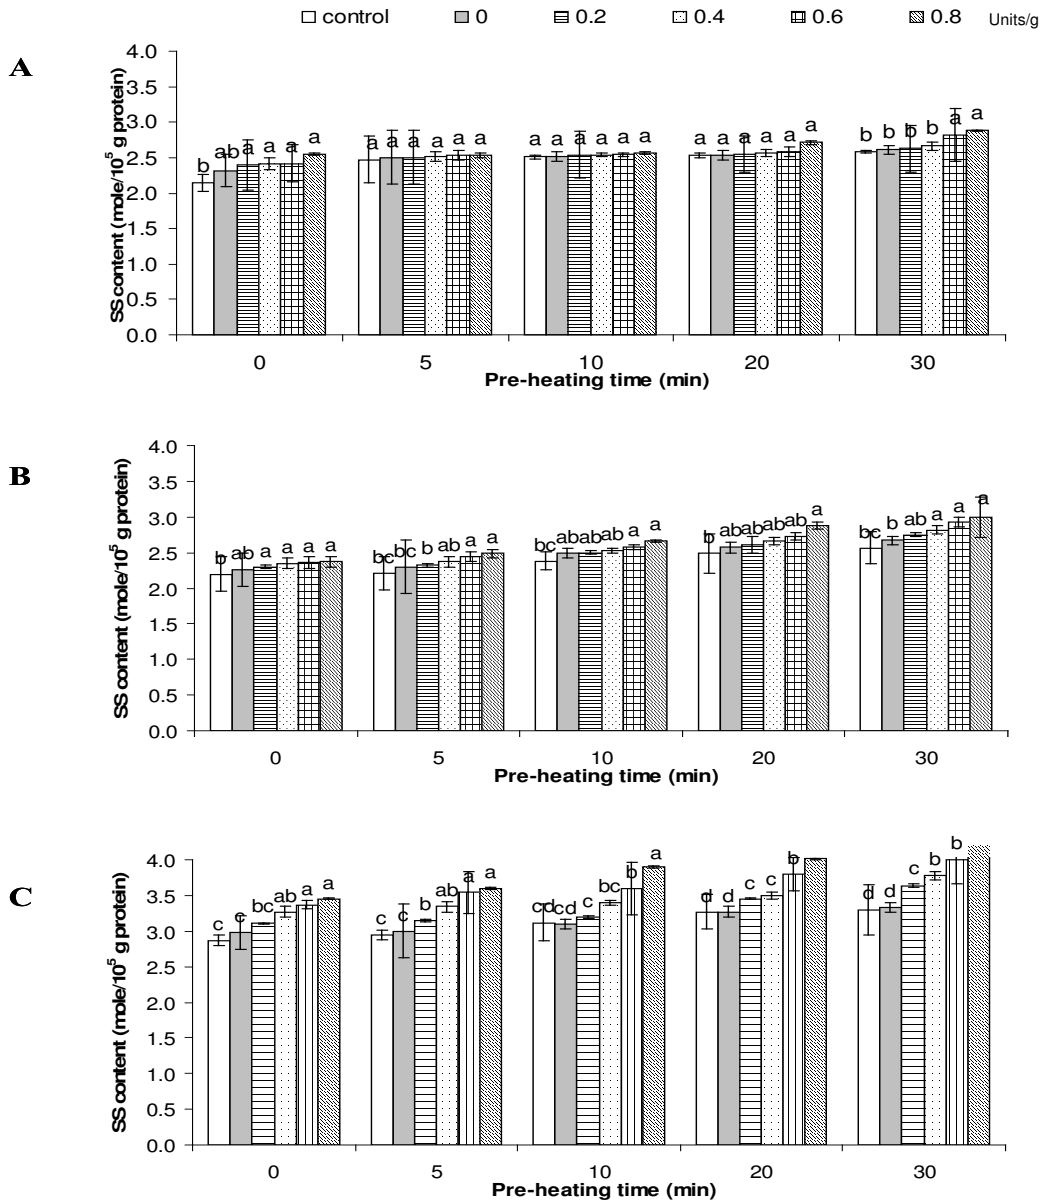 control 0 0.2 0.4 0.6 0.8 Units/g
A
SS content (mole/10⁵ g protein)
4.0
3.5
3.0
2.5
2.0
1.5
1.0
0.5
0.0
b ab a a a a
a a a a a a
a a a a a a
a a a a a a
b b b b a a
0 5 10 20 30
Pre-heating time (min)
B
SS content (mole/10⁵ g protein)
4.0
3.5
3.0
2.5
2.0
1.5
1.0
0.5
0.0
b ab a a a a
bc bc b ab a a
bc ab ab ab a a
b ab ab ab ab a
bc b ab a a a
0 5 10 20 30
Pre-heating time (min)
C
SS content (mole/10⁵ g protein)
4.0
3.5
3.0
2.5
2.0
1.5
1.0
0.5
0.0
c c bc ab a a
c c b ab a a
cd cd c bc b a
d d c c b
d d c b b
0 5 10 20 30
Pre-heating time (min)